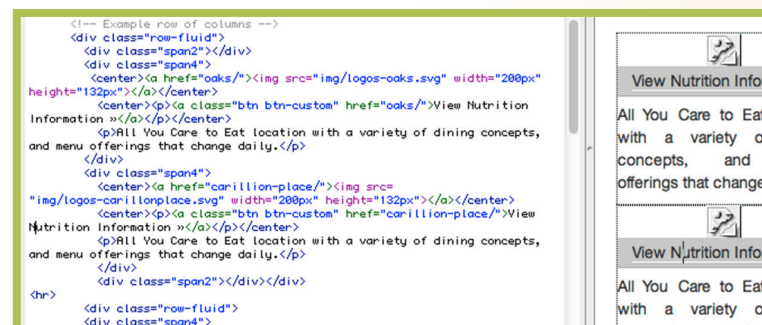 <!-- Example row of columns -->
<div class="row-fluid">
<div class="span2"></div>
<div class="span4">
<center><a href="oaks/"><img src="img/logos-oaks.svg" width="200px"
height="132px"></a></center>
<center><p><a class="btn btn-custom" href="oaks/">View Nutrition
Information »</a></p></center>
<p>All You Care to Eat location with a variety of dining concepts,
and menu offerings that change daily.</p>
</div>
<div class="span4">
<center><a href="carillion-place/"><img src=
"img/logos-carillonplace.svg" width="200px" height="132px"></a></center>
<center><p><a class="btn btn-custom" href="carillion-place/">View
Nutrition Information »</a></p></center>
<p>All You Care to Eat location with a variety of dining concepts,
and menu offerings that change daily.</p>
</div>
<div class="span2"></div></div>
<hr>
<div class="row-fluid">
<div class="span4">
View Nutrition Info
All You Care to Eat
with a variety o
concepts, and
offerings that change
View Nutrition Info
All You Care to Eat
with a variety o